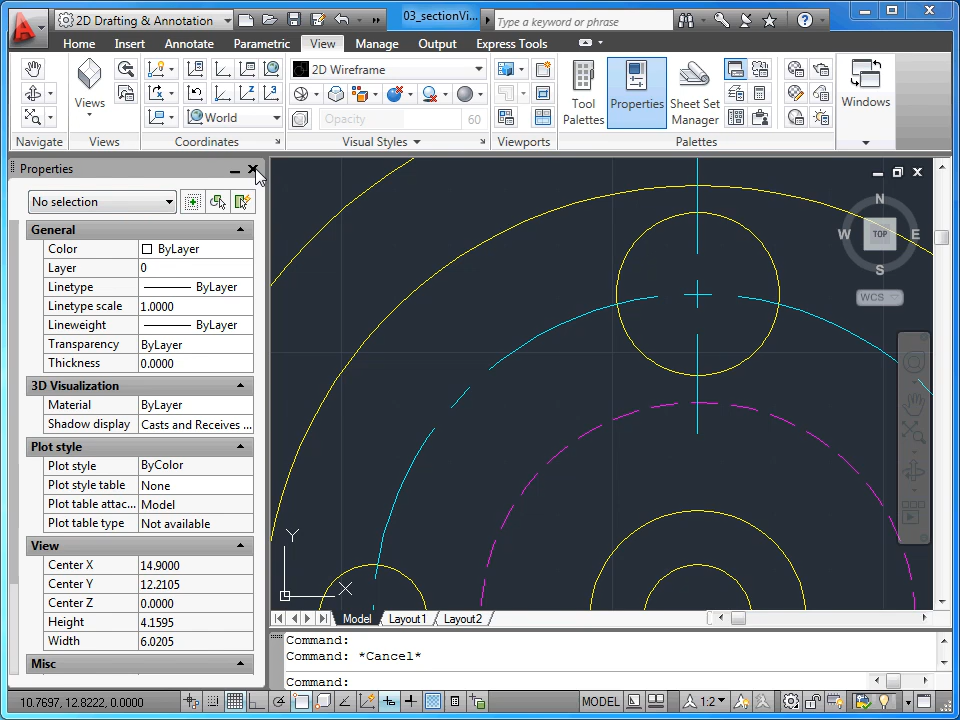 2D Drafting & Annotation
03_sectionVi...
Type a keyword or phrase
Home Insert Annotate Parametric View Manage Output Express Tools
Views
World
2D Wireframe
Opacity 60
Tool Palettes
Properties
Sheet Set Manager
Windows
Navigate Views Coordinates Visual Styles Viewports Palettes
Properties
No selection
General
Color ByLayer
Layer 0
Linetype ByLayer
Linetype scale 1.0000
Lineweight ByLayer
Transparency ByLayer
Thickness 0.0000
3D Visualization
Material ByLayer
Shadow display Casts and Receives ...
Plot style
Plot style ByColor
Plot style table None
Plot table attac... Model
Plot table type Not available
View
Center X 14.9000
Center Y 12.2105
Center Z 0.0000
Height 4.1595
Width 6.0205
Misc
N
W TOP E
S
WCS
Y
X
Model Layout1 Layout2
Command:
Command: *Cancel*
Command:
10.7697, 12.8222, 0.0000
MODEL
1:2